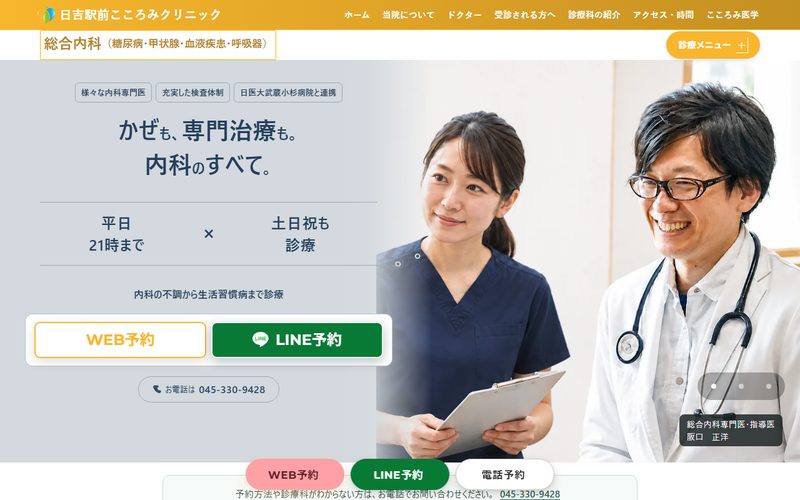 日吉駅前こころみクリニック
ホーム 当院について ドクター 受診される方へ 診療科の紹介 アクセス・時間 こころみ医学
総合内科（糖尿病・甲状腺・血液疾患・呼吸器）
診療メニュー
様々な内科専門医 充実した検査体制 日医大武蔵小杉病院と連携
かぜも、専門治療も。
内科のすべて。
平日
21時まで
×
土日祝も
診療
内科の不調から生活習慣病まで診療
WEB予約 LINE LINE予約
お電話は 045-330-9428
総合内科専門医・指導医
阪口 正洋
WEB予約 LINE予約 電話予約
予約方法や診療科がわからない方は、お電話でお問い合わせください。 045-330-9428